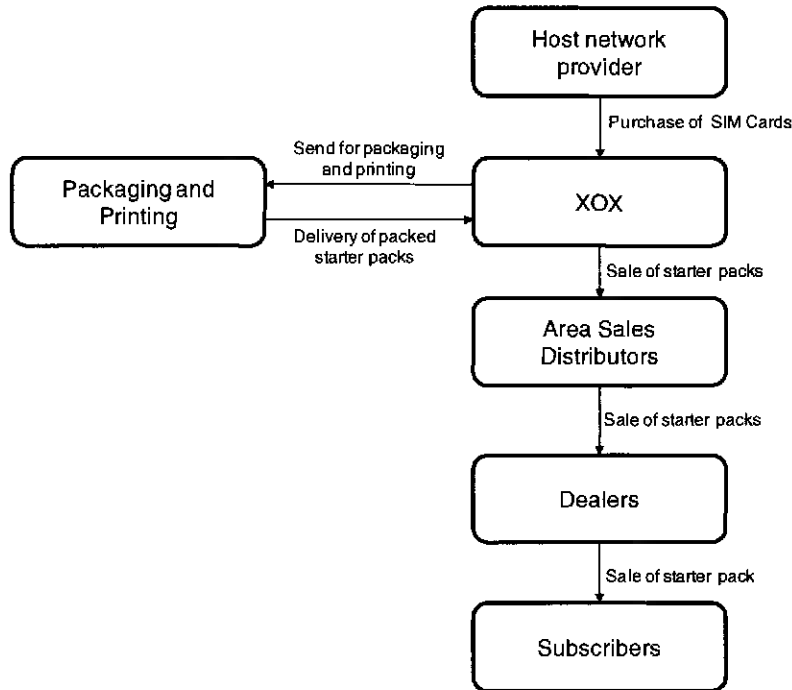 Host network
provider
Purchase of SIM Cards
Send for packaging
and printing
Packaging and
Printing
XOX
Delivery of packed
starter packs
Sale of starter packs
Area Sales
Distributors
Sale of starter packs
Dealers
Sale of starter pack
Subscribers